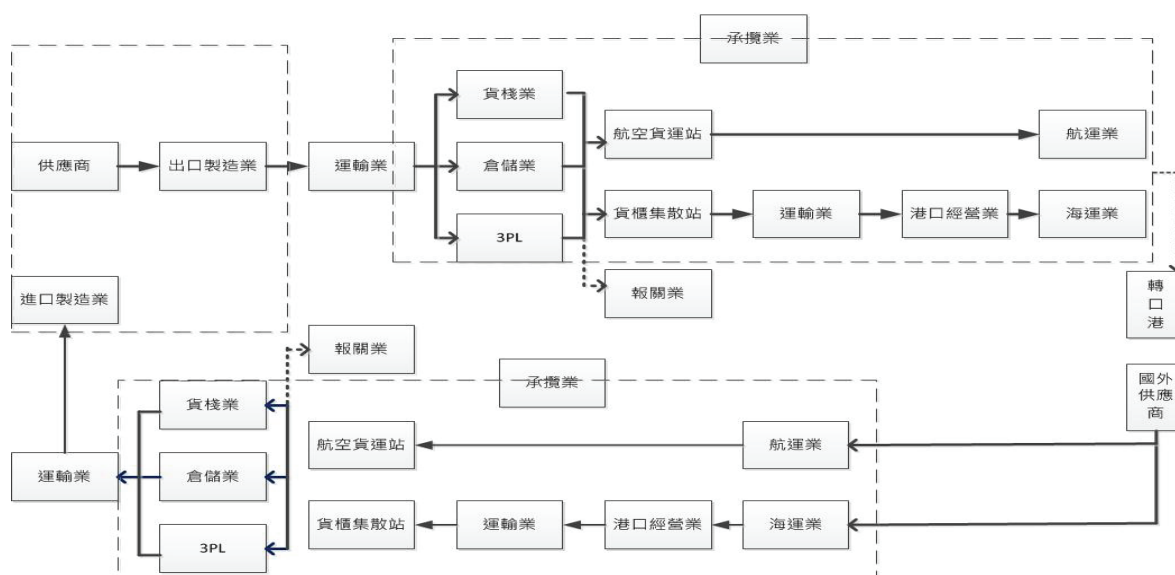 承攬業
貨棧業
供應商
出口製造業
運輸業
倉儲業
航空貨運站
航運業
3PL
貨櫃集散站
運輸業
港口經營業
海運業
報關業
轉
口
港
進口製造業
報關業
承攬業
國外
供應
商
貨棧業
航空貨運站
航運業
運輸業
倉儲業
貨櫃集散站
運輸業
港口經營業
海運業
3PL